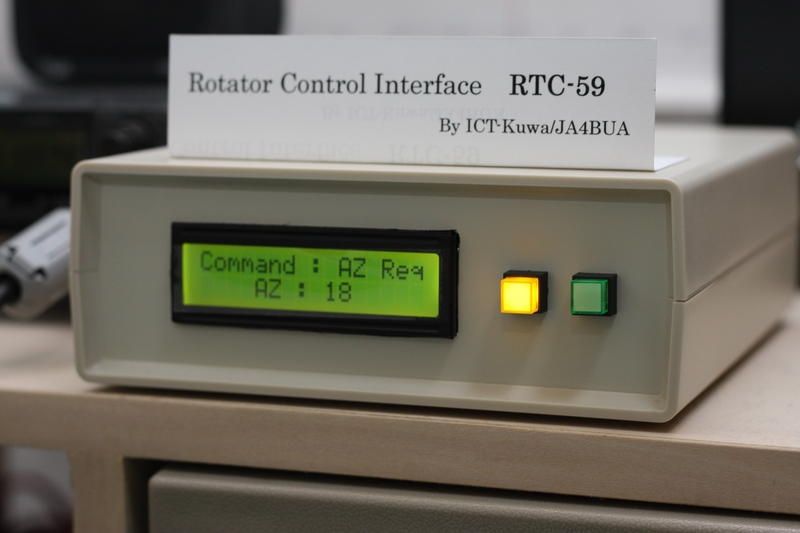 Rotator Control Interface RTC-59
By ICT-Kuwa/JA4BUA
Command : AZ Req
AZ : 18